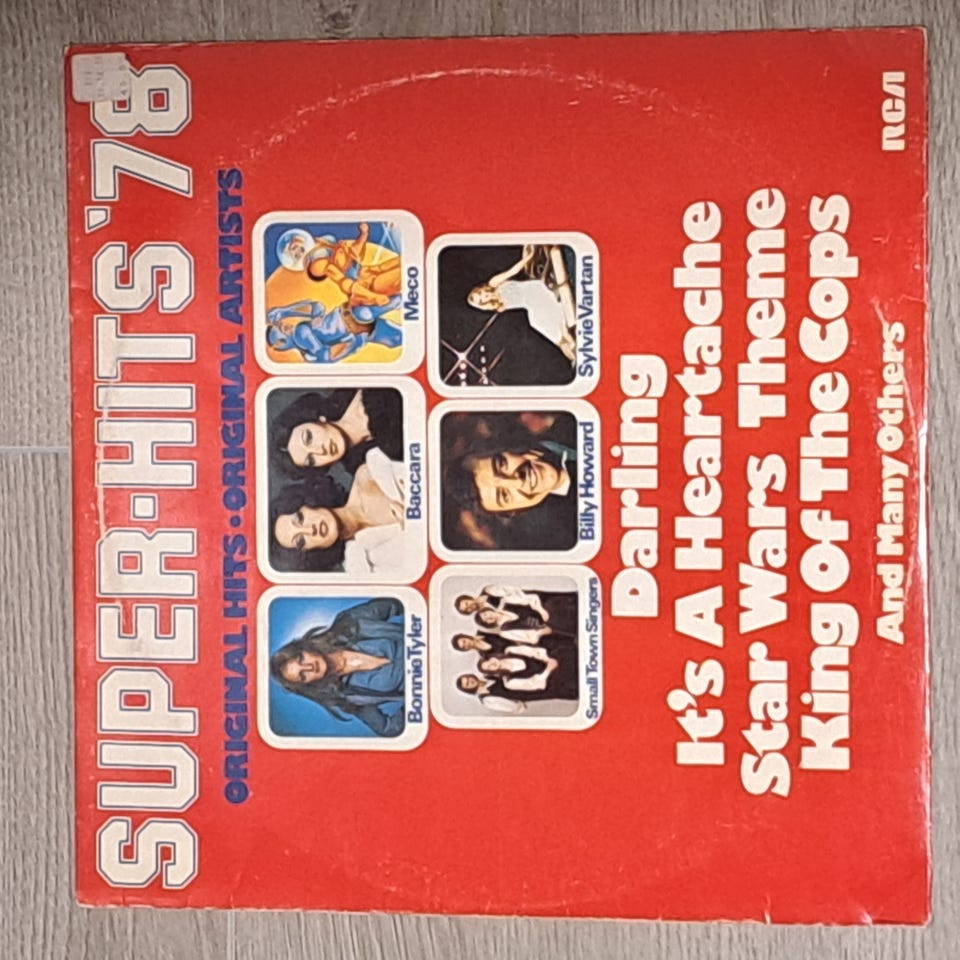 SUPER·HITS '78
ORIGINAL HITS·ORIGINAL ARTISTS
Bonnie Tyler
Baccara
Meco
Small Town Singers
Billy Howard
Sylvie Vartan
Darling
It's A Heartache
Star Wars Theme
King Of The Cops
And Many Others
RCA